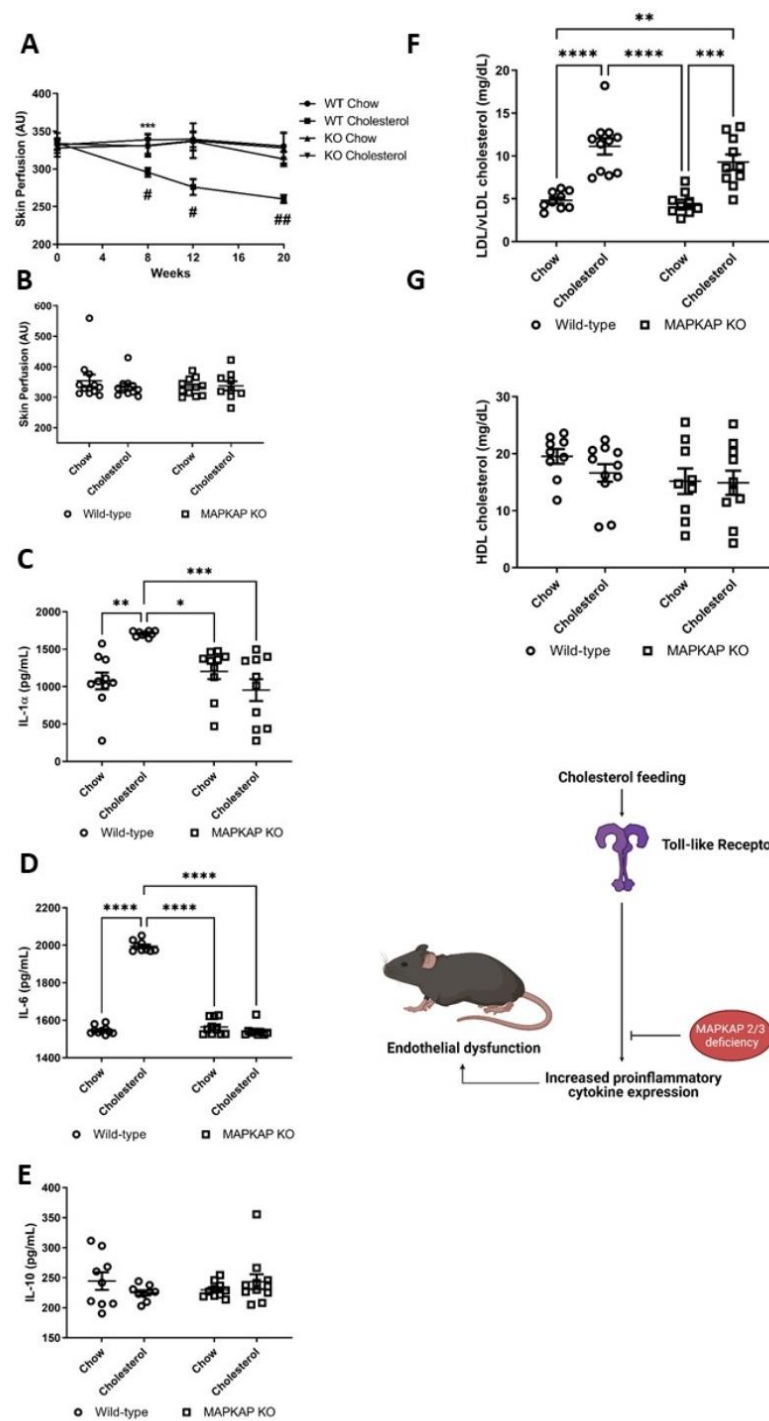 A
Skin Perfusion (AU)
400
350
300
250
200
***
#
#
##
0
4
8
12
16
20
Weeks
WT Chow
WT Cholesterol
KO Chow
KO Cholesterol
B
Skin Perfusion (AU)
600
500
400
300
Chow
Cholesterol
Chow
Cholesterol
Wild-type
MAPKAP KO
C
IL-1α (pg/mL)
***
**
*
2000
1500
1000
500
0
Chow
Cholesterol
Chow
Cholesterol
Wild-type
MAPKAP KO
D
IL-6 (pg/mL)
****
****
****
2200
2000
1800
1600
1400
Chow
Cholesterol
Chow
Cholesterol
Wild-type
MAPKAP KO
E
IL-10 (pg/mL)
400
350
300
250
200
150
Chow
Cholesterol
Chow
Cholesterol
Wild-type
MAPKAP KO
F
LDL/vLDL cholesterol (mg/dL)
**
****
****
***
20
15
10
5
0
Chow
Cholesterol
Chow
Cholesterol
Wild-type
MAPKAP KO
G
HDL cholesterol (mg/dL)
30
20
10
0
Chow
Cholesterol
Chow
Cholesterol
Wild-type
MAPKAP KO
Cholesterol feeding
Toll-like Recepto
MAPKAP 2/3
deficiency
Endothelial dysfunction
Increased proinflammatory
cytokine expression